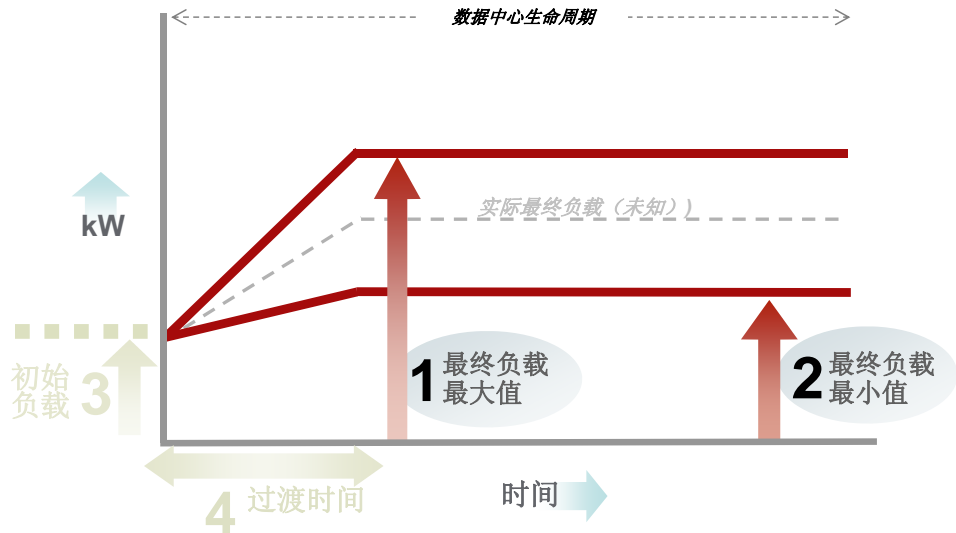 数据中心生命周期
实际最终负载（未知）)
kW
初始
负载
3
1
最终负载
最大值
2
最终负载
最小值
4
过渡时间
时间